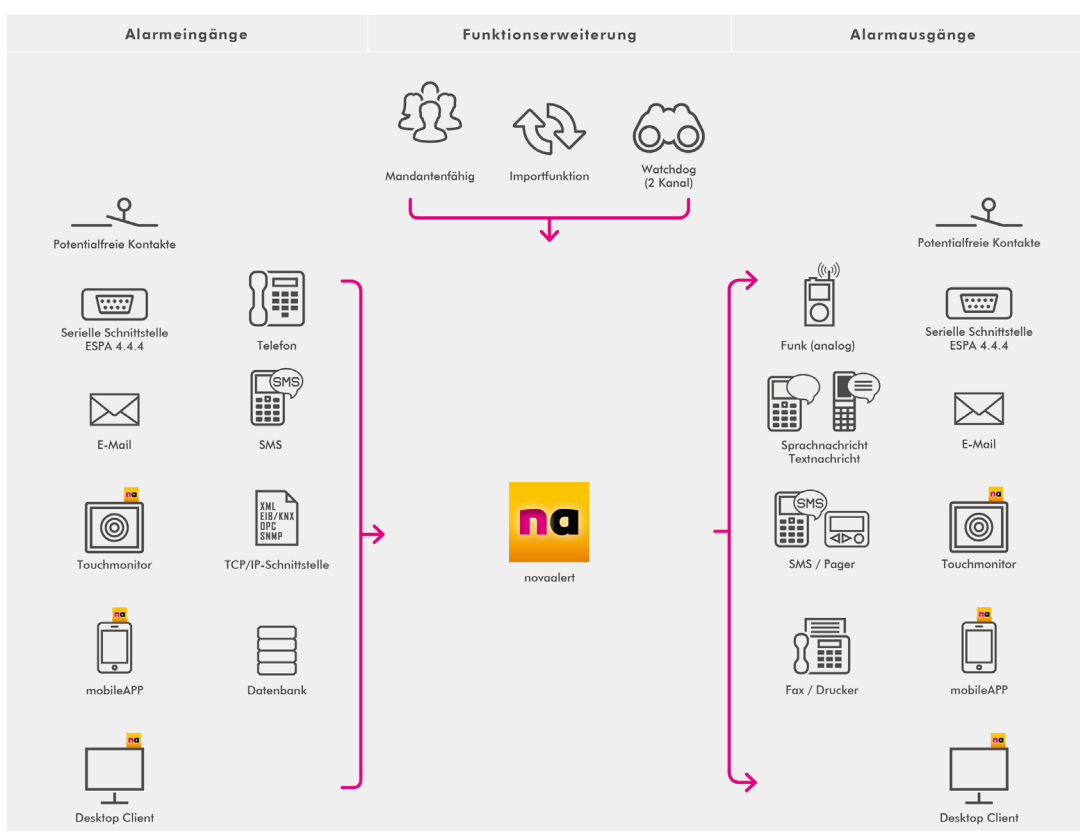 Alarmeingänge
Funktionserweiterung
Alarmausgänge
Mandantenfähig
Importfunktion
Watchdog
(2 Kanal)
Potentialfreie Kontakte
Serielle Schnittstelle
ESPA 4.4.4
Telefon
E-Mail
SMS
SMS
na
Touchmonitor
XML
EIB/KNX
OPC
SNMP
TCP/IP-Schnittstelle
na
mobileAPP
Datenbank
na
Desktop Client
na
novaalert
Potentialfreie Kontakte
Funk (analog)
Serielle Schnittstelle
ESPA 4.4.4
Sprachnachricht
Textnachricht
E-Mail
SMS
SMS / Pager
na
Touchmonitor
Fax / Drucker
na
mobileAPP
na
Desktop Client